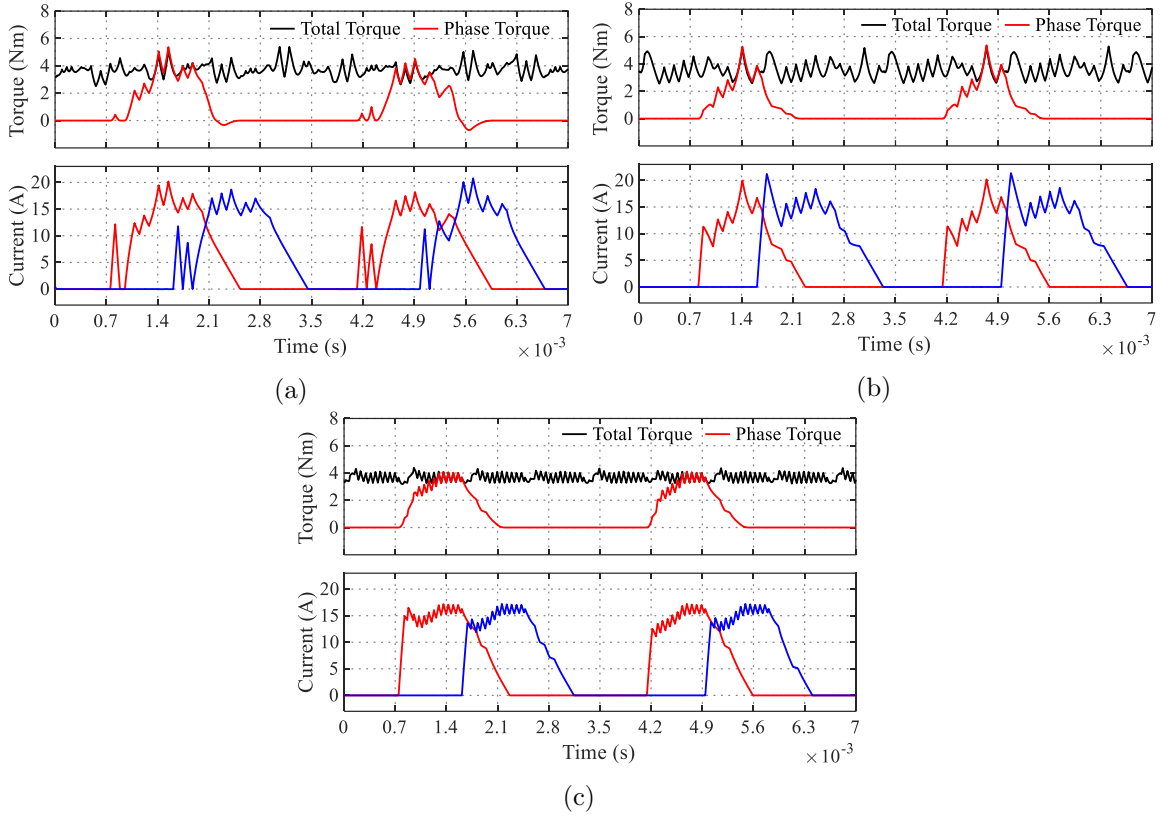 Total Torque Phase Torque
Torque (Nm)
8
6
4
2
0
Current (A)
20
15
10
5
0
0 0.7 1.4 2.1 2.8 3.5 4.2 4.9 5.6 6.3 7
Time (s)
×10-3
(a)
Total Torque Phase Torque
Torque (Nm)
8
6
4
2
0
Current (A)
20
15
10
5
0
0 0.7 1.4 2.1 2.8 3.5 4.2 4.9 5.6 6.3 7
Time (s)
×10-3
(b)
Total Torque Phase Torque
Torque (Nm)
8
6
4
2
0
Current (A)
20
15
10
5
0
0 0.7 1.4 2.1 2.8 3.5 4.2 4.9 5.6 6.3 7
Time (s)
×10-3
(c)